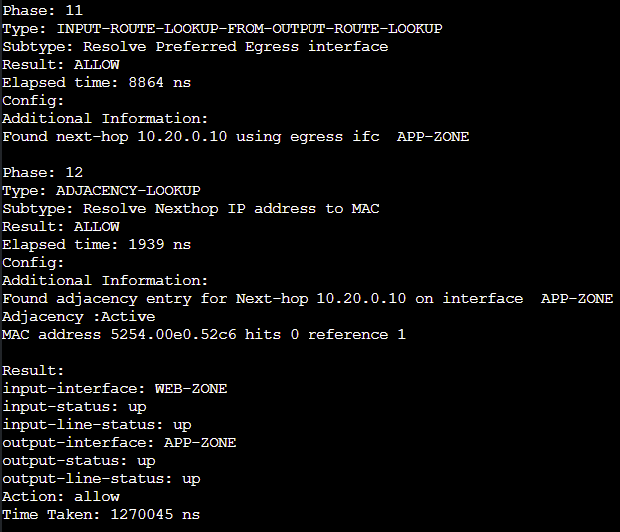 Phase: 11
Type: INPUT-ROUTE-LOOKUP-FROM-OUTPUT-ROUTE-LOOKUP
Subtype: Resolve Preferred Egress interface
Result: ALLOW
Elapsed time: 8864 ns
Config:
Additional Information:
Found next-hop 10.20.0.10 using egress ifc  APP-ZONE

Phase: 12
Type: ADJACENCY-LOOKUP
Subtype: Resolve Nexthop IP address to MAC
Result: ALLOW
Elapsed time: 1939 ns
Config:
Additional Information:
Found adjacency entry for Next-hop 10.20.0.10 on interface  APP-ZONE
Adjacency :Active
MAC address 5254.00e0.52c6 hits 0 reference 1

Result:
input-interface: WEB-ZONE
input-status: up
input-line-status: up
output-interface: APP-ZONE
output-status: up
output-line-status: up
Action: allow
Time Taken: 1270045 ns